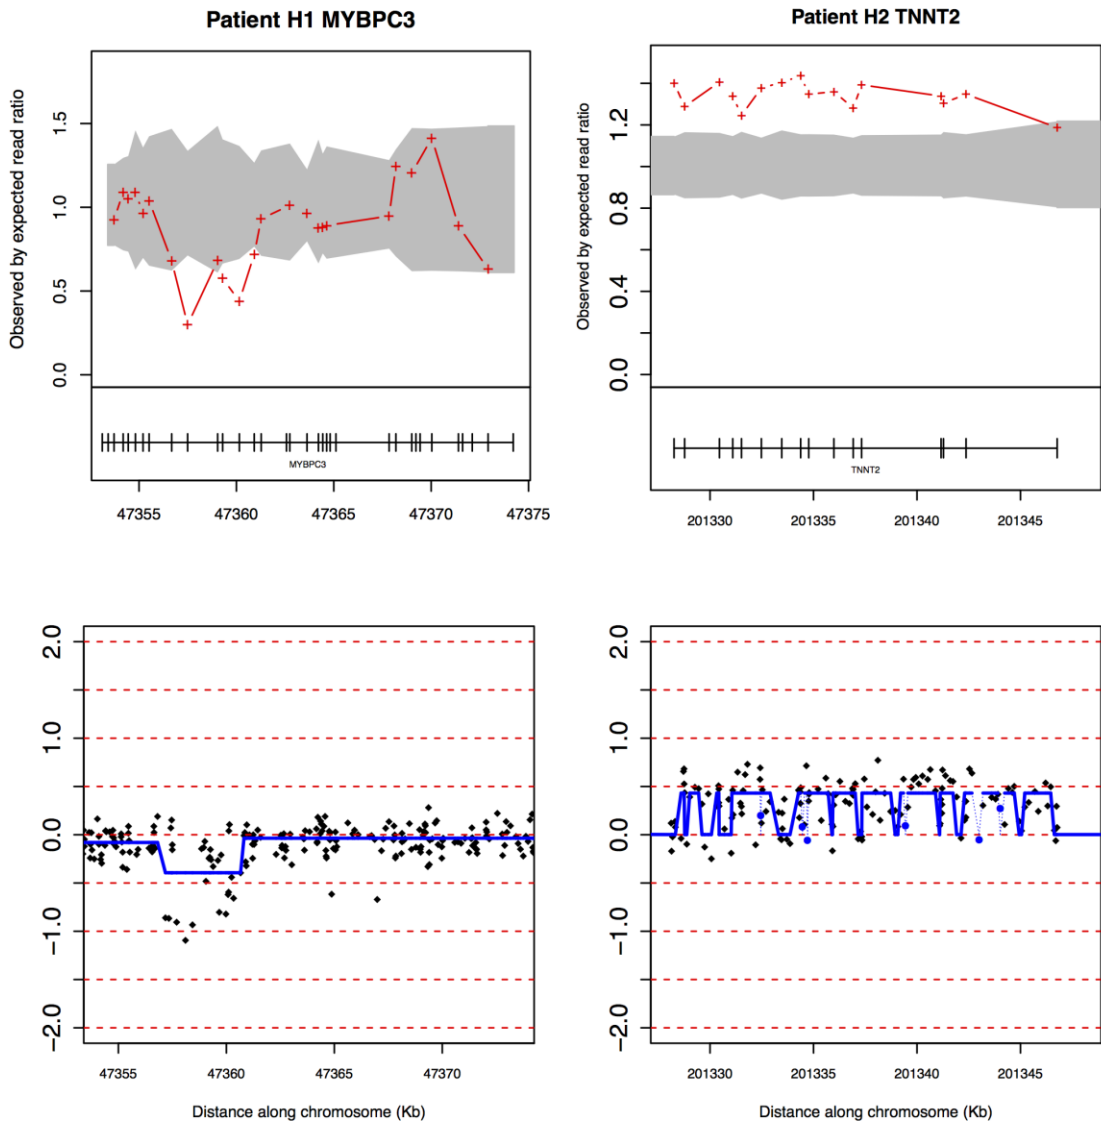 Patient H1 MYBPC3
Observed by expected read ratio
1.5
1.0
0.5
0.0
MYBPC3
47355 47360 47365 47370 47375
Patient H2 TNNT2
Observed by expected read ratio
1.2
0.8
0.4
0.0
TNNT2
201330 201335 201340 201345
2.0
1.0
0.0
−1.0
−2.0
47355 47360 47365 47370
Distance along chromosome (Kb)
2.0
1.0
0.0
−1.0
−2.0
201330 201335 201340 201345
Distance along chromosome (Kb)